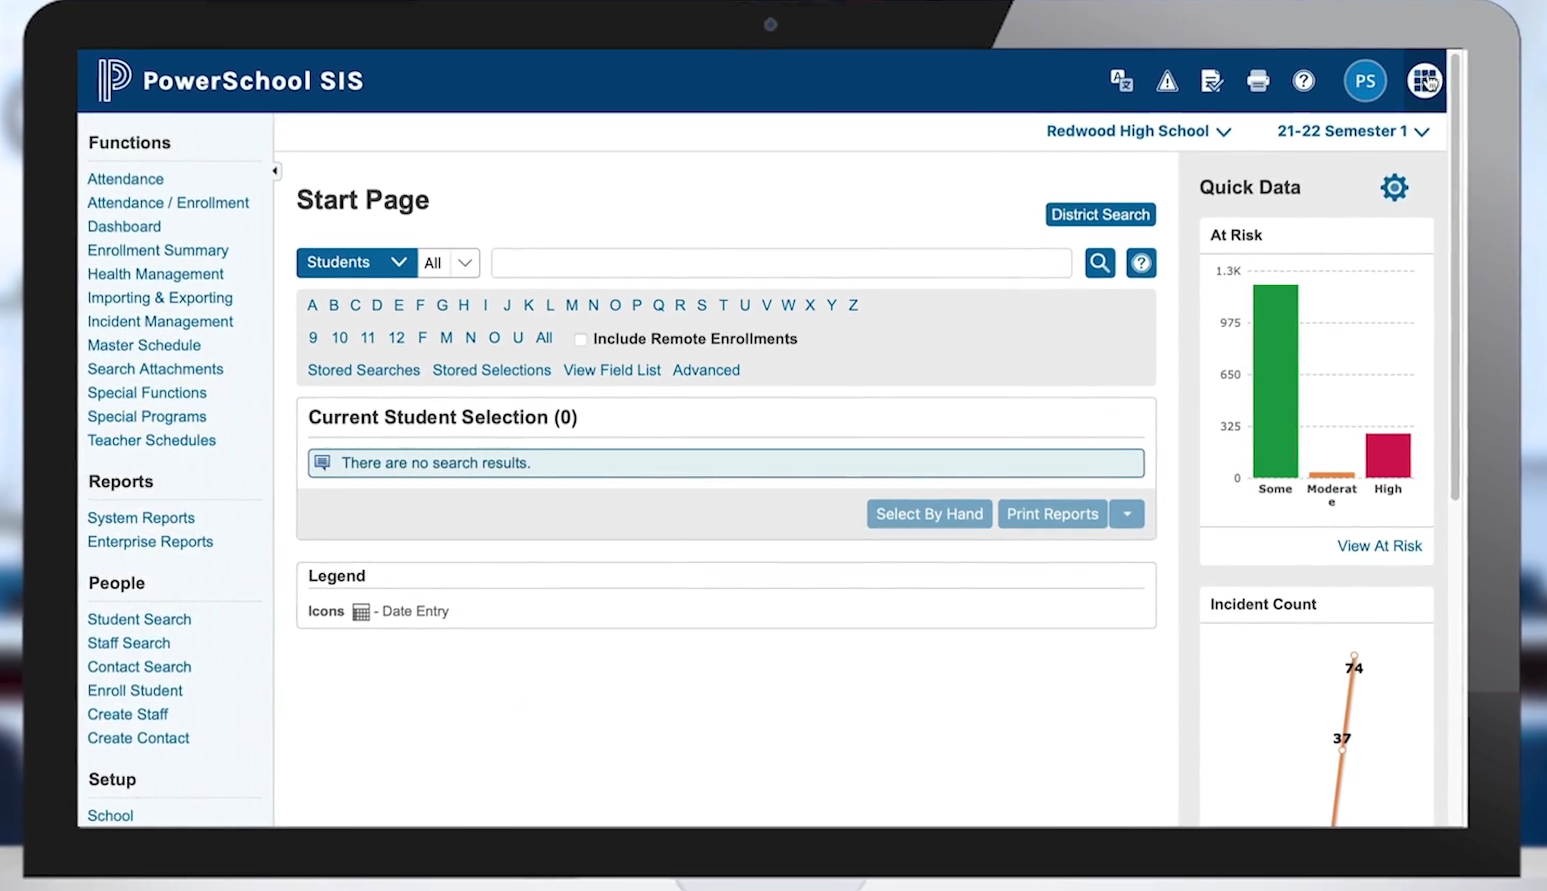 PowerSchool SIS
PS
Redwood High School
21-22 Semester 1
Functions
Attendance
Attendance / Enrollment
Dashboard
Enrollment Summary
Health Management
Importing & Exporting
Incident Management
Master Schedule
Search Attachments
Special Functions
Special Programs
Teacher Schedules
Reports
System Reports
Enterprise Reports
People
Student Search
Staff Search
Contact Search
Enroll Student
Create Staff
Create Contact
Setup
School
Start Page
District Search
Students
All
A B C D E F G H I J K L M N O P Q R S T U V W X Y Z
9 10 11 12 F M N O U All Include Remote Enrollments
Stored Searches Stored Selections View Field List Advanced
Current Student Selection (0)
There are no search results.
Select By Hand Print Reports
Legend
Icons - Date Entry
Quick Data
At Risk
1.3K
975
650
325
0
Some Moderat High
e
View At Risk
Incident Count
74
37